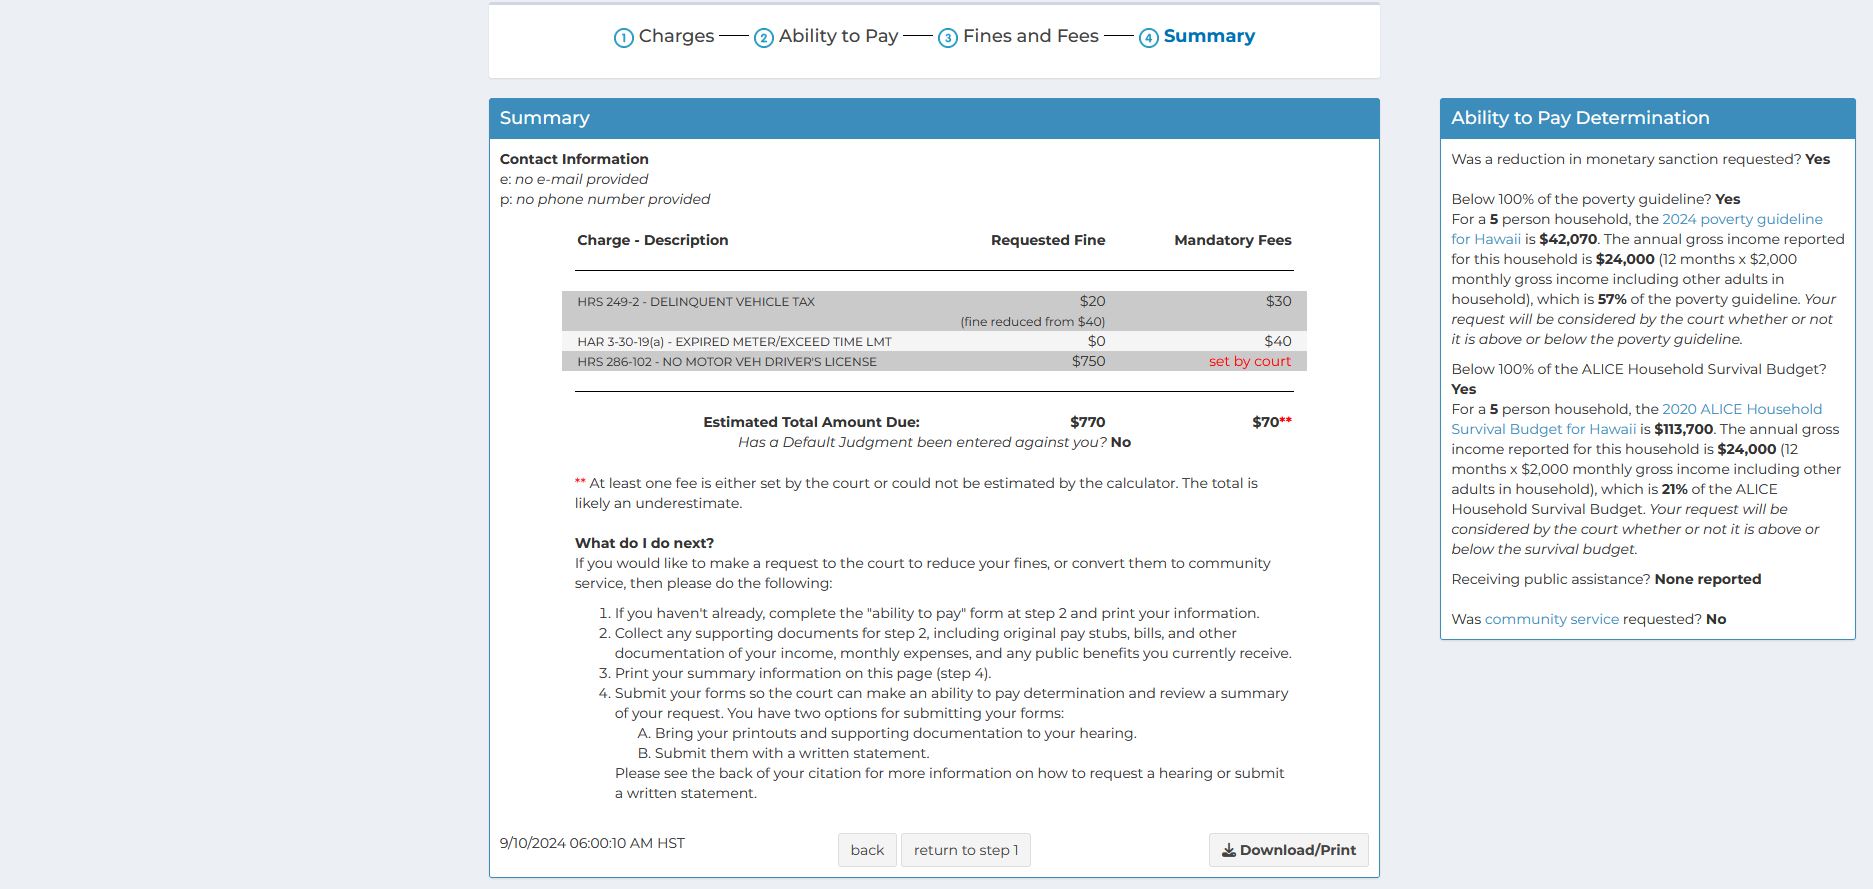 1 Charges 2 Ability to Pay 3 Fines and Fees 4 Summary
Summary
Contact Information
e: no e-mail provided
p: no phone number provided
Charge - Description Requested Fine Mandatory Fees
HRS 249-2 - DELINQUENT VEHICLE TAX $20 $30
(fine reduced from $40)
HAR 3-30-19(a) - EXPIRED METER/EXCEED TIME LMT $0 $40
HRS 286-102 - NO MOTOR VEH DRIVER'S LICENSE $750 set by court
Estimated Total Amount Due: $770 $70**
Has a Default Judgment been entered against you? No
** At least one fee is either set by the court or could not be estimated by the calculator. The total is
likely an underestimate.
What do I do next?
If you would like to make a request to the court to reduce your fines, or convert them to community
service, then please do the following:
1. If you haven't already, complete the "ability to pay" form at step 2 and print your information.
2. Collect any supporting documents for step 2, including original pay stubs, bills, and other
documentation of your income, monthly expenses, and any public benefits you currently receive.
3. Print your summary information on this page (step 4).
4. Submit your forms so the court can make an ability to pay determination and review a summary
of your request. You have two options for submitting your forms:
A. Bring your printouts and supporting documentation to your hearing.
B. Submit them with a written statement.
Please see the back of your citation for more information on how to request a hearing or submit
a written statement.
9/10/2024 06:00:10 AM HST back return to step 1 Download/Print
Ability to Pay Determination
Was a reduction in monetary sanction requested? Yes
Below 100% of the poverty guideline? Yes
For a 5 person household, the 2024 poverty guideline
for Hawaii is $42,070. The annual gross income reported
for this household is $24,000 (12 months x $2,000
monthly gross income including other adults in
household), which is 57% of the poverty guideline. Your
request will be considered by the court whether or not
it is above or below the poverty guideline.
Below 100% of the ALICE Household Survival Budget?
Yes
For a 5 person household, the 2020 ALICE Household
Survival Budget for Hawaii is $113,700. The annual gross
income reported for this household is $24,000 (12
months x $2,000 monthly gross income including other
adults in household), which is 21% of the ALICE
Household Survival Budget. Your request will be
considered by the court whether or not it is above or
below the survival budget.
Receiving public assistance? None reported
Was community service requested? No